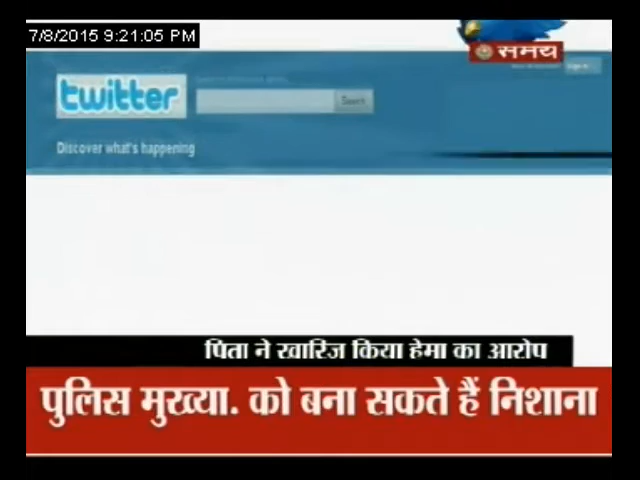 7/8/2015 9:21:05 PM
समय
twitter
Search
Discover what's happening
पिता ने खारिज किया हेमा का आरोप
पुलिस मुख्या. को बना सकते हैं निशाना